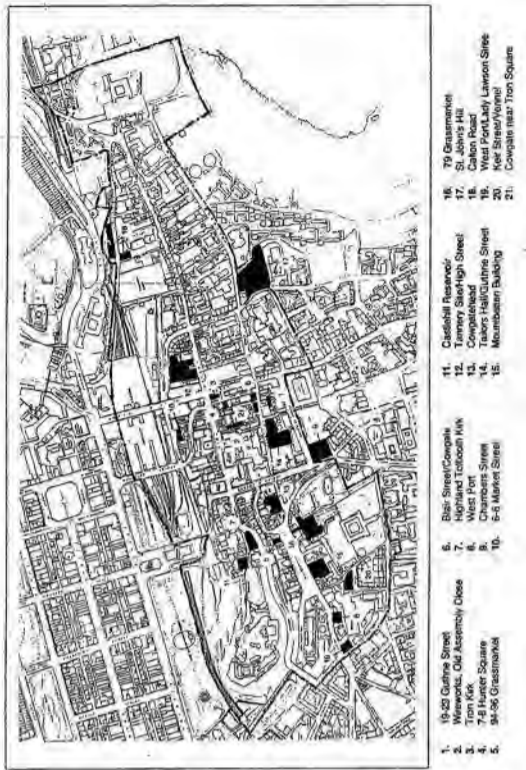 1. 19-23 Guthrie Street
2. Wireworks, Old Assembly Close
3. Tron Kirk
4. 7-8 Hunter Square
5. 94-96 Grassmarket
6. Blair Street/Cowgate
7. Highland Tolbooth Kirk
8. West Port
9. Chambers Street
10. 6-8 Market Street
11. Castlehill Reservoir
12. Tannery Site/High Street
13. Cowgatehead
14. Tailors Hall/Guthrie Street
15. Mountbatten Building
16. 79 Grassmarket
17. St. John's Hill
18. Calton Road
19. West Port/Lady Lawson Stree
20. Keir Street/Vennel
21. Cowgate near Tron Square